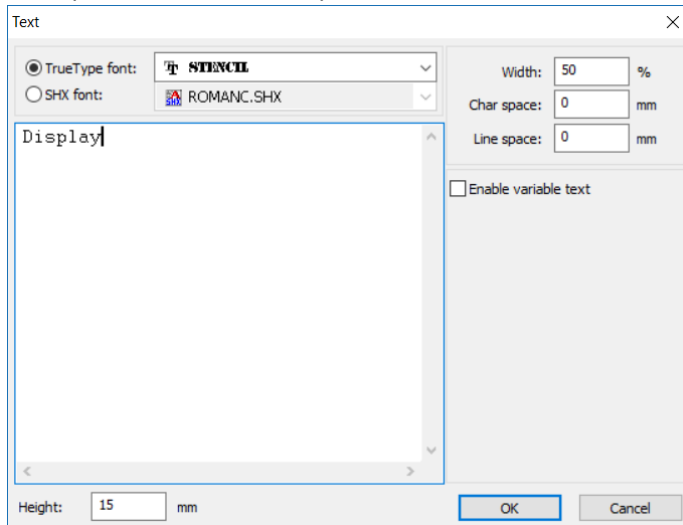 Text
TrueType font: STENCIL
SHX font: ROMANC.SHX
Width: 50 %
Char space: 0 mm
Line space: 0 mm
Display
Enable variable text
Height: 15 mm
OK Cancel